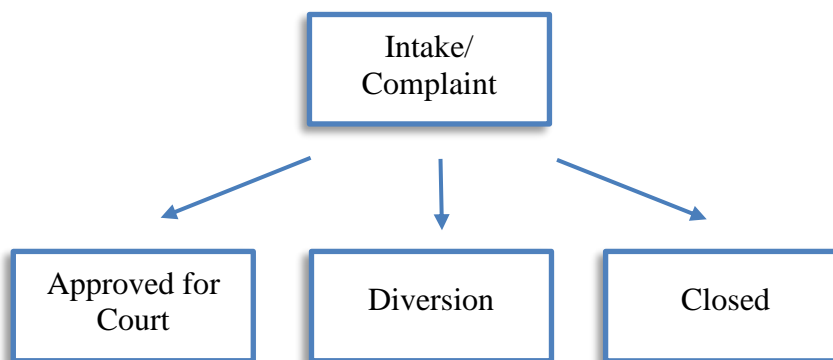 Intake/
Complaint
Approved for
Court
Diversion
Closed